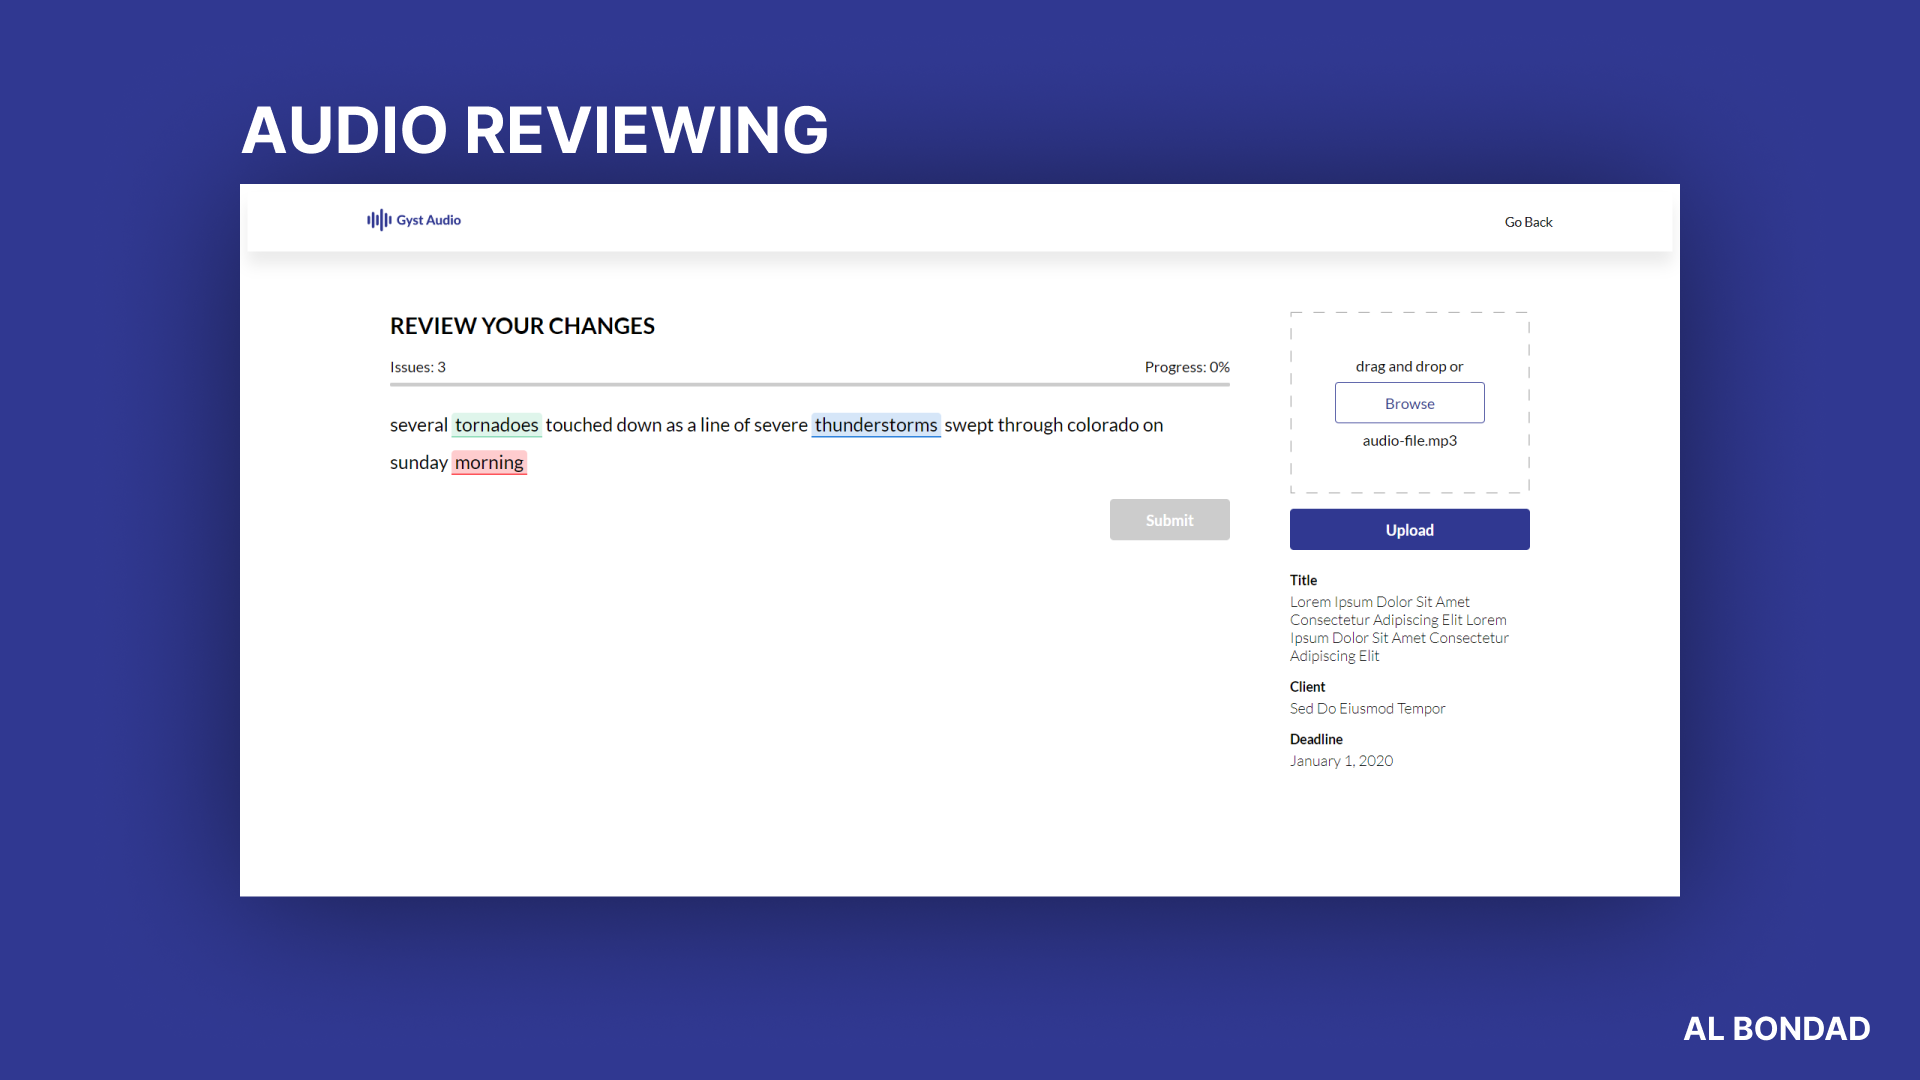 AUDIO REVIEWING
Gyst Audio
Go Back
REVIEW YOUR CHANGES
Issues: 3
Progress: 0%
several tornadoes touched down as a line of severe thunderstorms swept through colorado on
sunday morning
Submit
drag and drop or
Browse
audio-file.mp3
Upload
Title
Lorem Ipsum Dolor Sit Amet
Consectetur Adipiscing Elit Lorem
Ipsum Dolor Sit Amet Consectetur
Adipiscing Elit
Client
Sed Do Eiusmod Tempor
Deadline
January 1, 2020
AL BONDAD